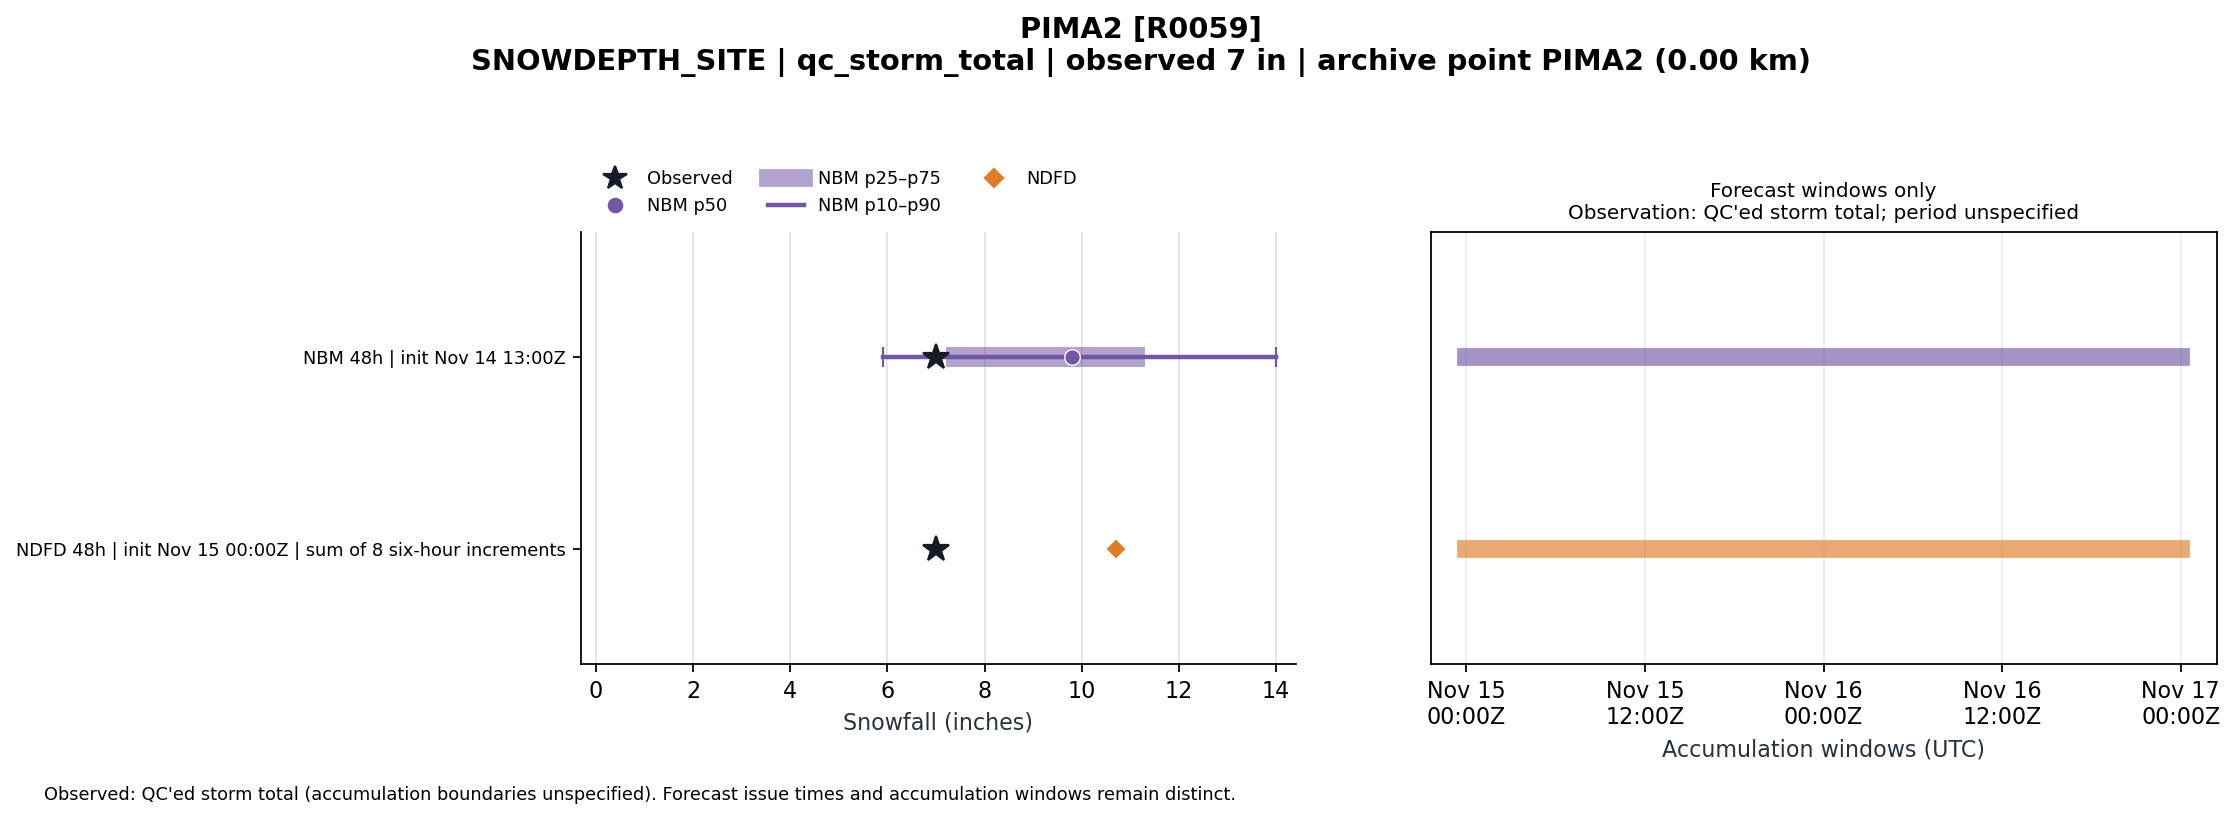 PIMA2 [R0059]
SNOWDEPTH_SITE | qc_storm_total | observed 7 in | archive point PIMA2 (0.00 km)
Observed
NBM p25–p75
NDFD
NBM p50
NBM p10–p90
Forecast windows only
Observation: QC'ed storm total; period unspecified
NBM 48h | init Nov 14 13:00Z
NDFD 48h | init Nov 15 00:00Z | sum of 8 six-hour increments
0 2 4 6 8 10 12 14
Snowfall (inches)
Nov 15 Nov 15 Nov 16 Nov 16 Nov 17
00:00Z 12:00Z 00:00Z 12:00Z 00:00Z
Accumulation windows (UTC)
Observed: QC'ed storm total (accumulation boundaries unspecified). Forecast issue times and accumulation windows remain distinct.